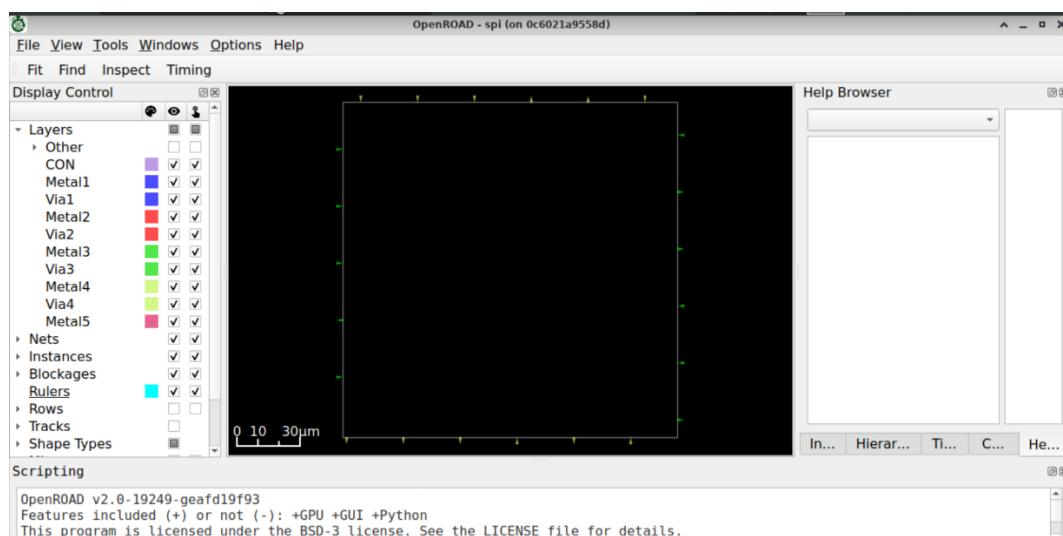 OpenROAD - spi (on 0c6021a9558d)
File View Tools Windows Options Help
Fit Find Inspect Timing
Display Control
Layers
Other
CON
Metal1
Via1
Metal2
Via2
Metal3
Via3
Metal4
Via4
Metal5
Nets
Instances
Blockages
Rulers
Rows
Tracks
Shape Types
0 10 30µm
Help Browser
In... Hierar... Ti... C... He...
Scripting
OpenROAD v2.0-19249-geafd19f93
Features included (+) or not (-): +GPU +GUI +Python
This program is licensed under the BSD-3 license. See the LICENSE file for details.